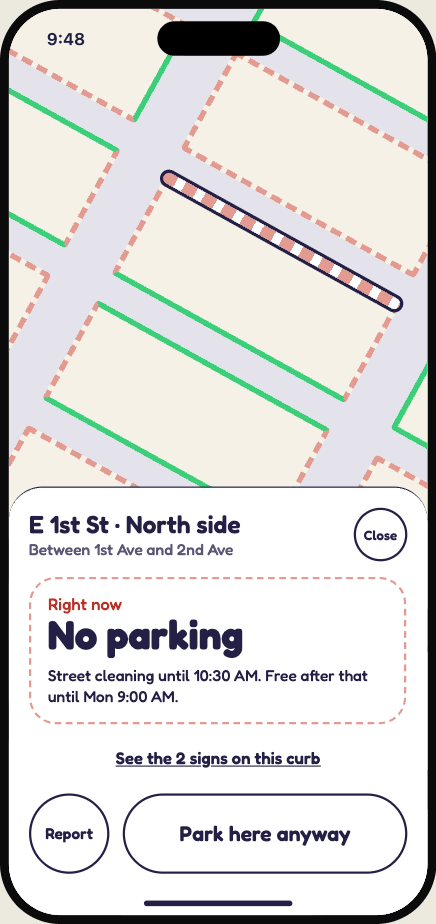 9:48
E 1st St · North side
Between 1st Ave and 2nd Ave
Close
Right now
No parking
Street cleaning until 10:30 AM. Free after that
until Mon 9:00 AM.
See the 2 signs on this curb
Report
Park here anyway